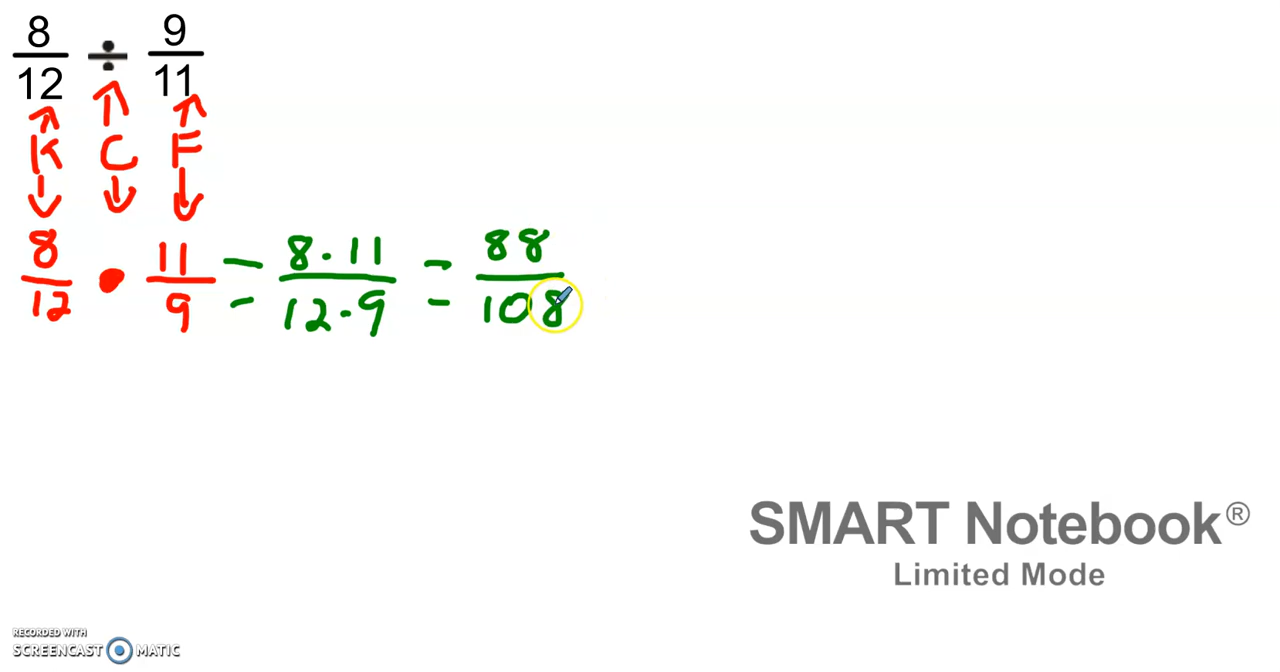 8/12 ÷ 9/11
K C F
8/12 • 11/9 = 8·11/12·9 = 88/108
SMART Notebook®
Limited Mode
RECORDED WITH
SCREENCAST MATIC